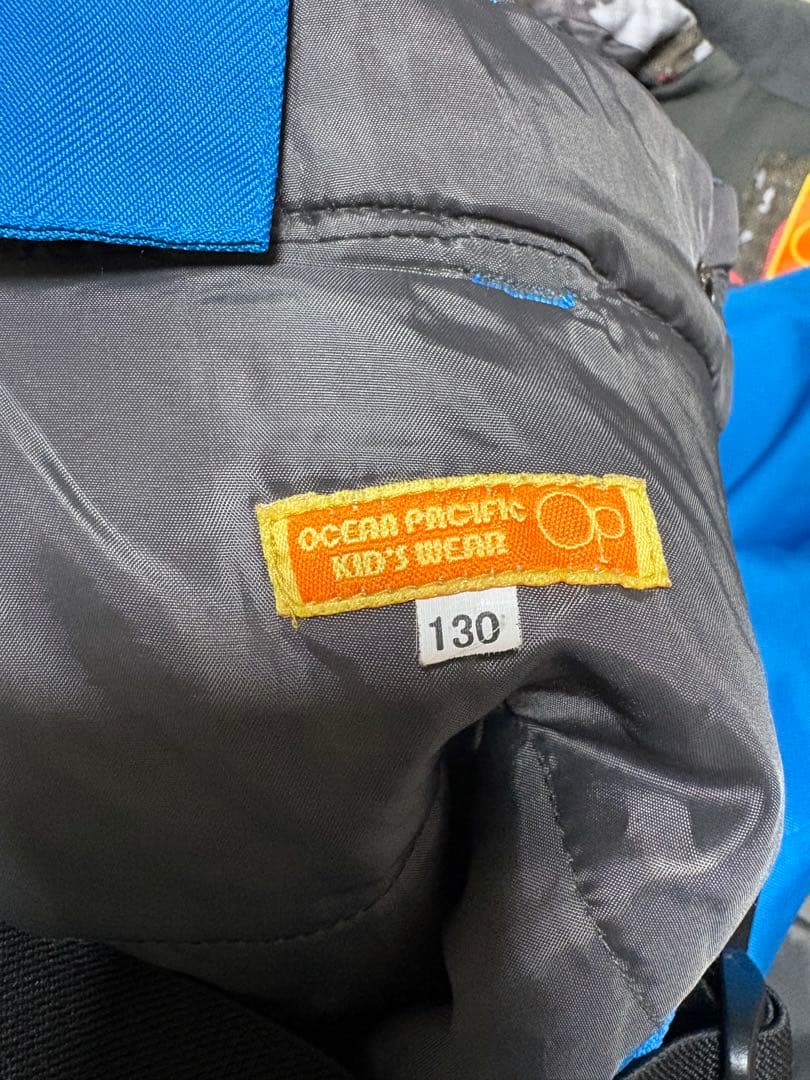 OCEAN PACIFIC
KID'S WEAR
Op
130